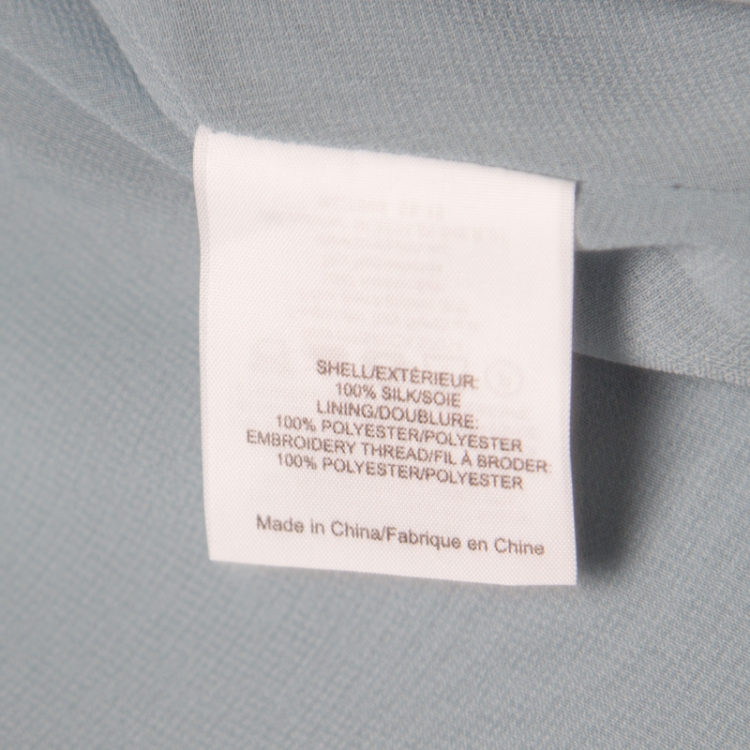 SHELL/EXTÉRIEUR:
100% SILK/SOIE
LINING/DOUBLURE:
100% POLYESTER/POLYESTER
EMBROIDERY THREAD/FIL À BRODER:
100% POLYESTER/POLYESTER
Made in China/Fabrique en Chine